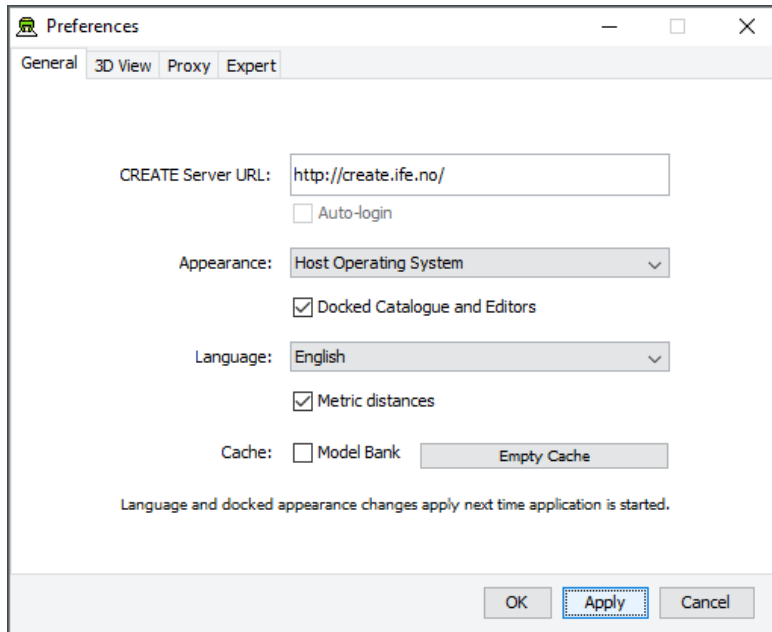 Preferences
General 3D View Proxy Expert
CREATE Server URL: http://create.ife.no/
Auto-login
Appearance: Host Operating System
Docked Catalogue and Editors
Language: English
Metric distances
Cache: Model Bank Empty Cache
Language and docked appearance changes apply next time application is started.
OK Apply Cancel